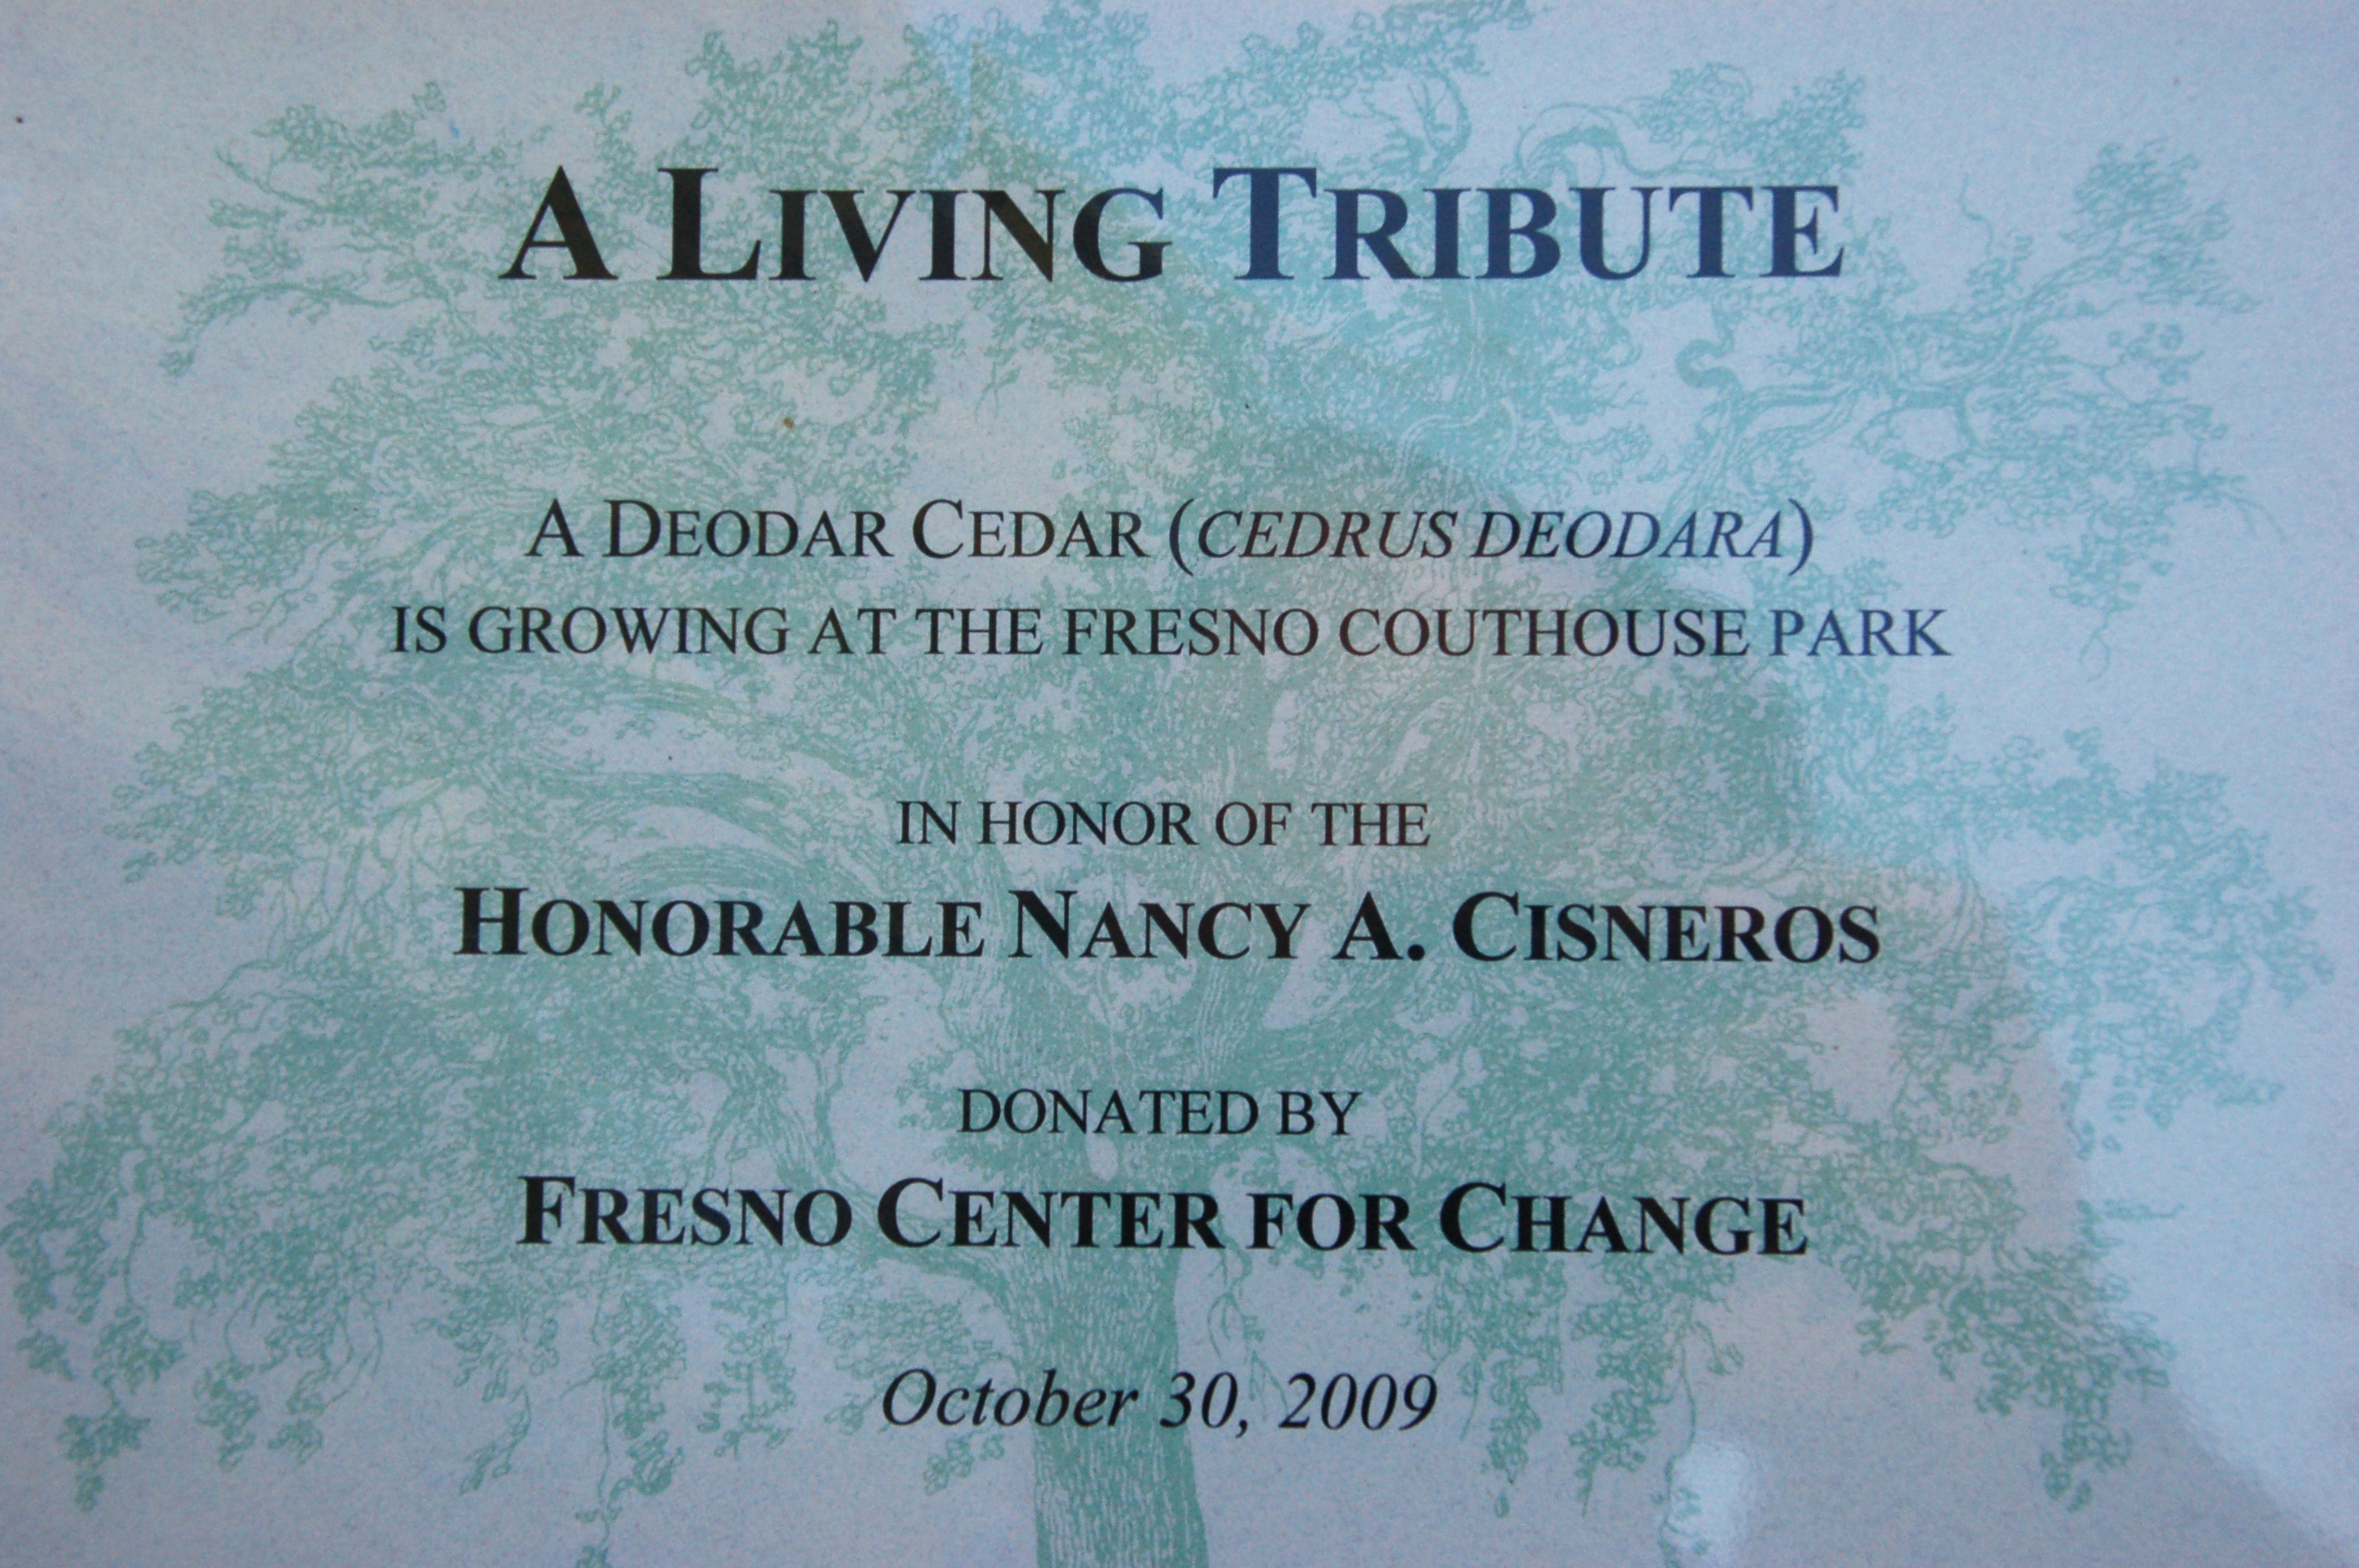 A LIVING TRIBUTE
A DEODAR CEDAR (CEDRUS DEODARA)
IS GROWING AT THE FRESNO COUTHOUSE PARK
IN HONOR OF THE
HONORABLE NANCY A. CISNEROS
DONATED BY
FRESNO CENTER FOR CHANGE
October 30, 2009